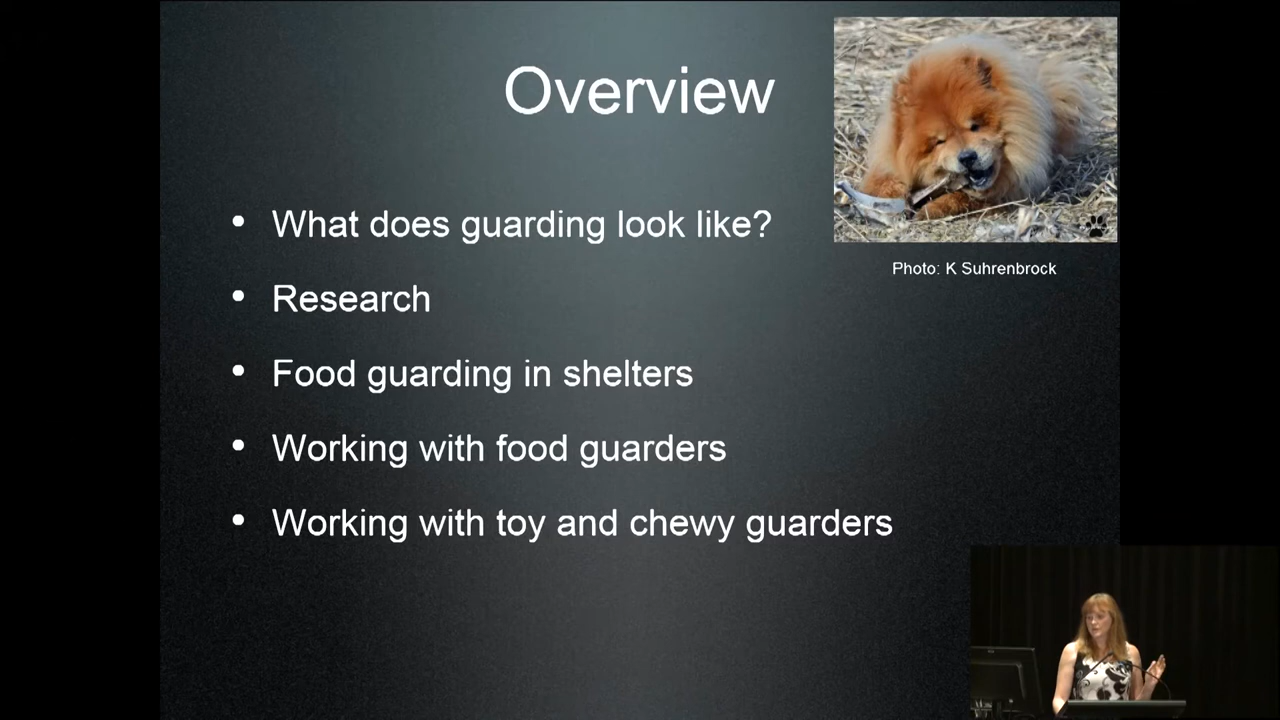 Overview
What does guarding look like?
Research
Food guarding in shelters
Working with food guarders
Working with toy and chewy guarders
Photo: K Suhrenbrock